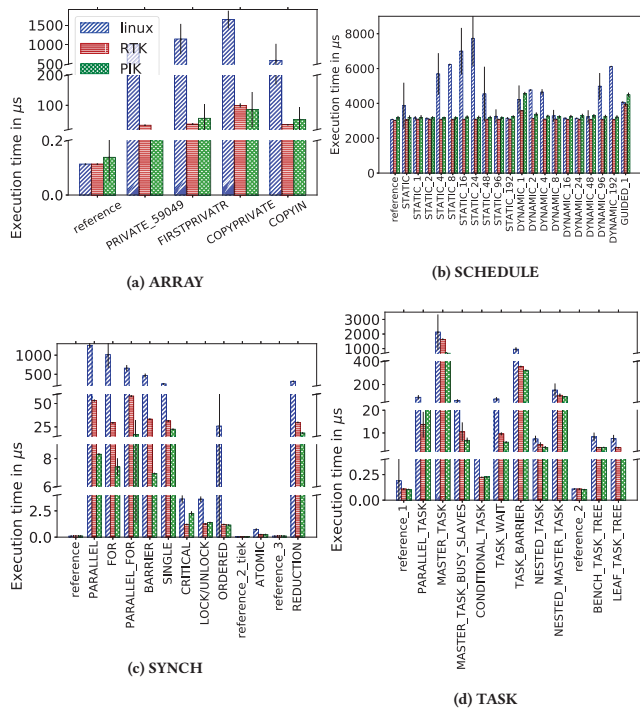 Execution time in μs
1500
1000
500
200
100
0.2
0.0
linux
RTK
PIK
reference
PRIVATE_59049
FIRSTPRIVATR
COPYPRIVATE
COPYIN
(a) ARRAY
Execution time in μs
8000
6000
4000
2000
0
reference
STATIC
STATIC_1
STATIC_2
STATIC_4
STATIC_8
STATIC_16
STATIC_24
STATIC_48
STATIC_96
STATIC_192
DYNAMIC_1
DYNAMIC_2
DYNAMIC_4
DYNAMIC_8
DYNAMIC_16
DYNAMIC_24
DYNAMIC_48
DYNAMIC_96
DYNAMIC_192
GUIDED_1
(b) SCHEDULE
Execution time in μs
1000
500
50
25
8
6
2.5
0.0
reference
PARALLEL
FOR
PARALLEL_FOR
BARRIER
SINGLE
CRITICAL
LOCK/UNLOCK
ORDERED
reference_2_tiek
ATOMIC
reference_3
REDUCTION
(c) SYNCH
Execution time in μs
3000
2000
1000
400
200
20
10
0.25
0.00
reference_1
PARALLEL_TASK
MASTER_TASK
MASTER_TASK_BUSY_SLAVES
CONDITIONAL_TASK
TASK_WAIT
TASK_BARRIER
NESTED_TASK
NESTED_MASTER_TASK
reference_2
BENCH_TASK_TREE
LEAF_TASK_TREE
(d) TASK